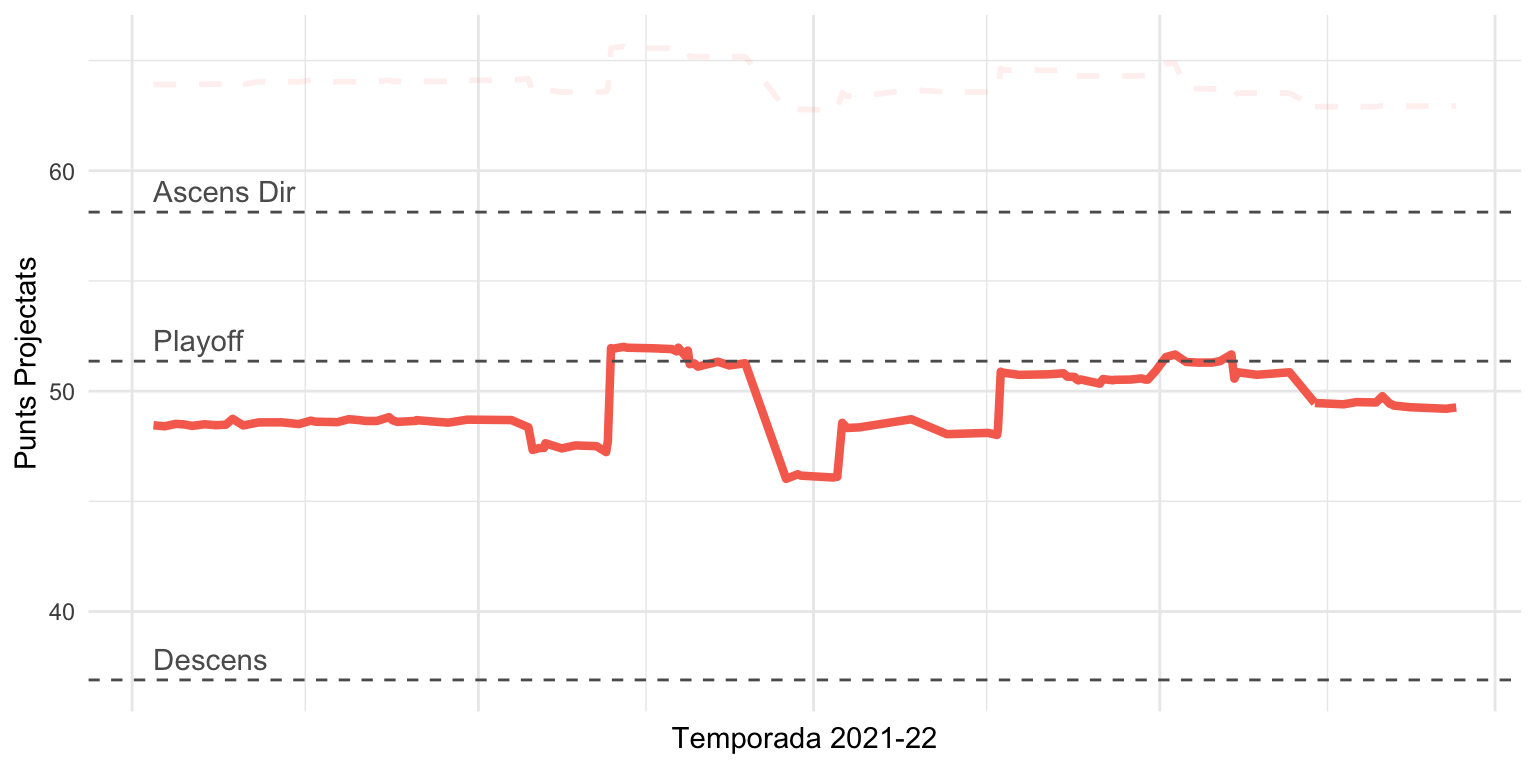 60
Ascens Dir
Playoff
50
40
Descens
Punts Projectats
Temporada 2021-22